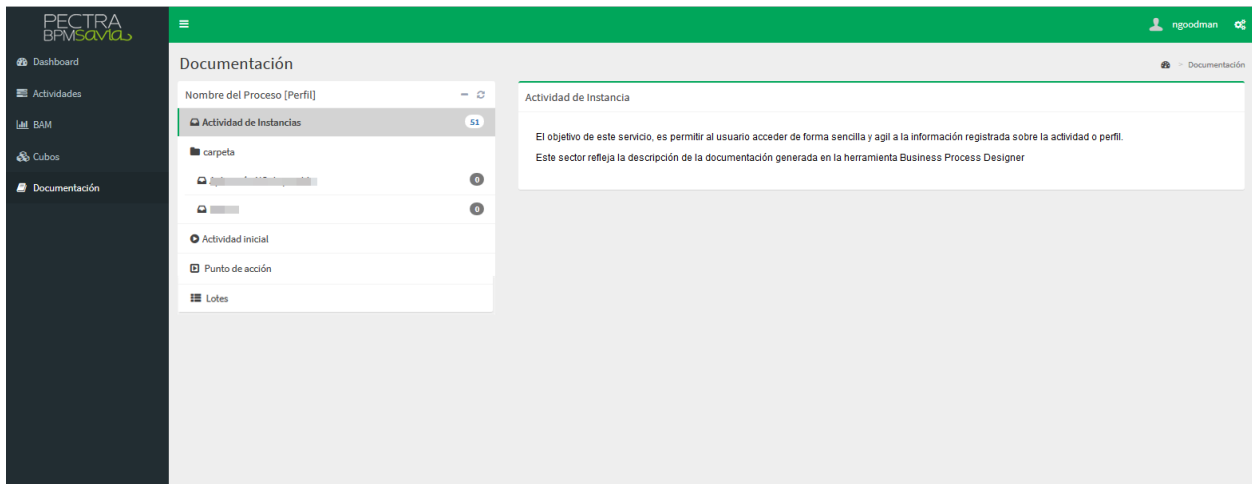 PECTRA
BPMSavia
ngoodman
Dashboard
Actividades
BAM
Cubos
Documentación
Documentación
> Documentación
Nombre del Proceso [Perfil]
Actividad de Instancias 51
carpeta
0
0
Actividad inicial
Punto de acción
Lotes
Actividad de Instancia
El objetivo de este servicio, es permitir al usuario acceder de forma sencilla y agil a la información registrada sobre la actividad o perfil.
Este sector refleja la descripción de la documentación generada en la herramienta Business Process Designer